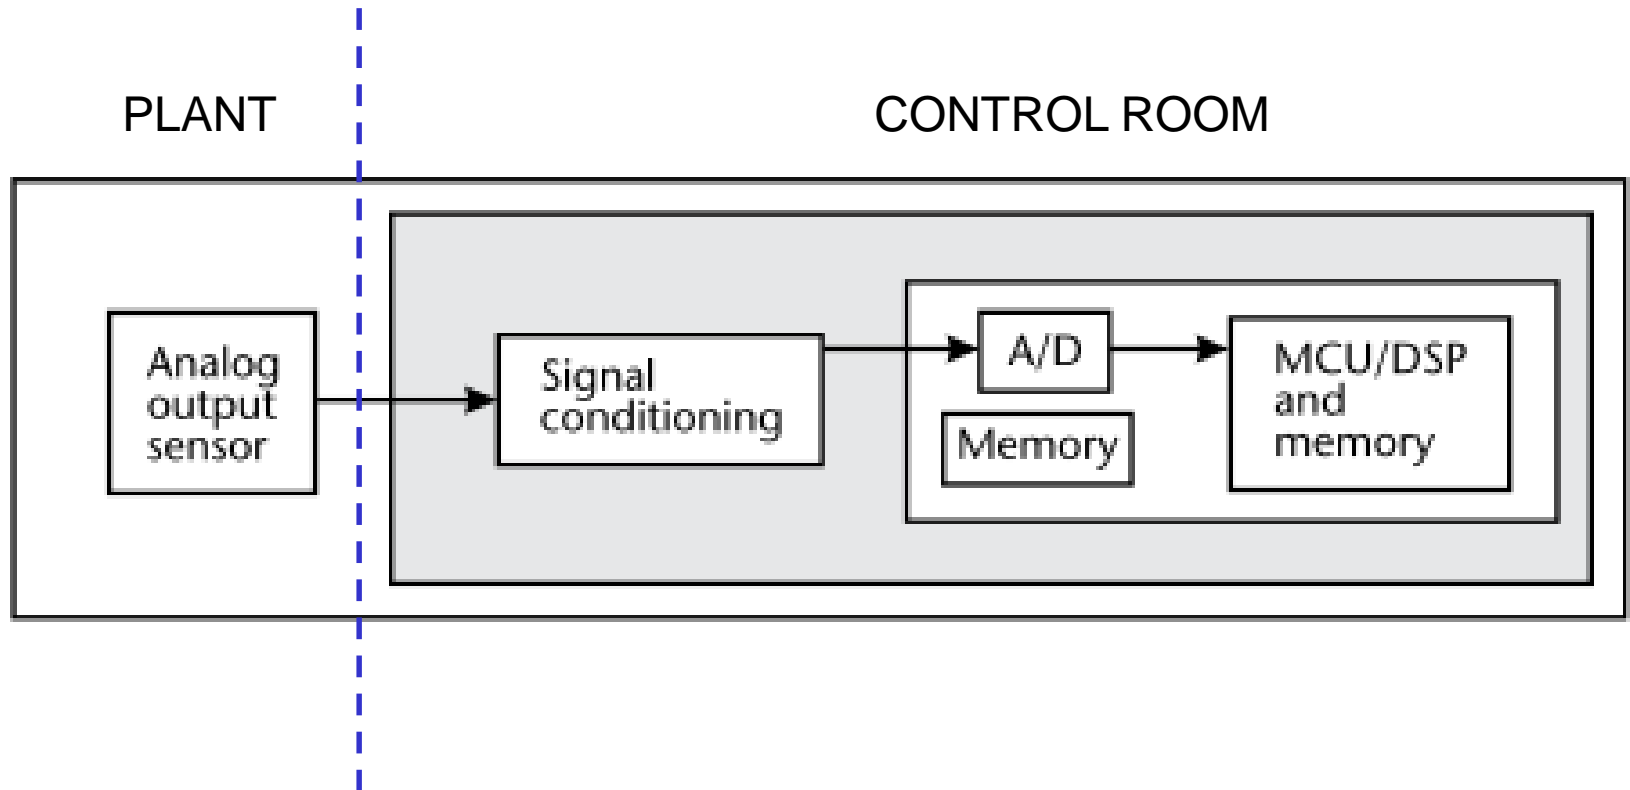 PLANT
CONTROL ROOM
Analog
output
sensor
Signal
conditioning
A/D
Memory
MCU/DSP
and
memory